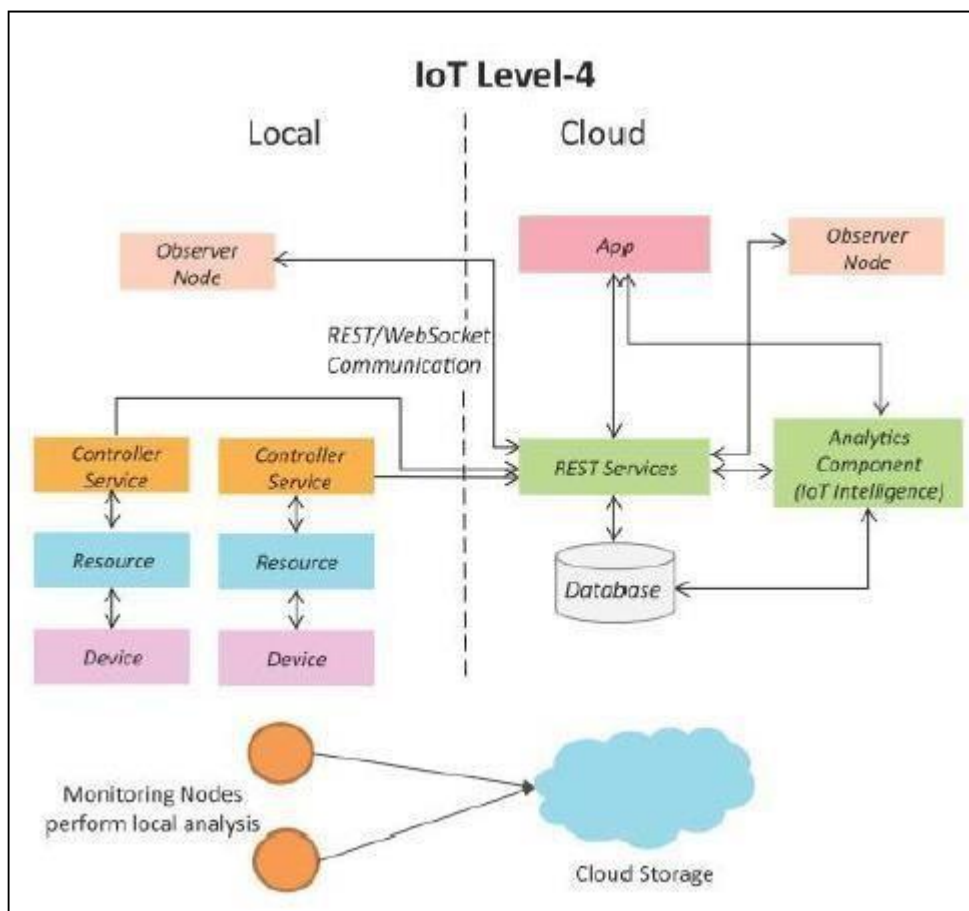 IoT Level-4
Local
Cloud
Observer
Node
App
Observer
Node
REST/WebSocket
Communication
Controller
Service
Controller
Service
REST Services
Analytics
Component
(IoT Intelligence)
Resource
Resource
Database
Device
Device
Monitoring Nodes
perform local analysis
Cloud Storage